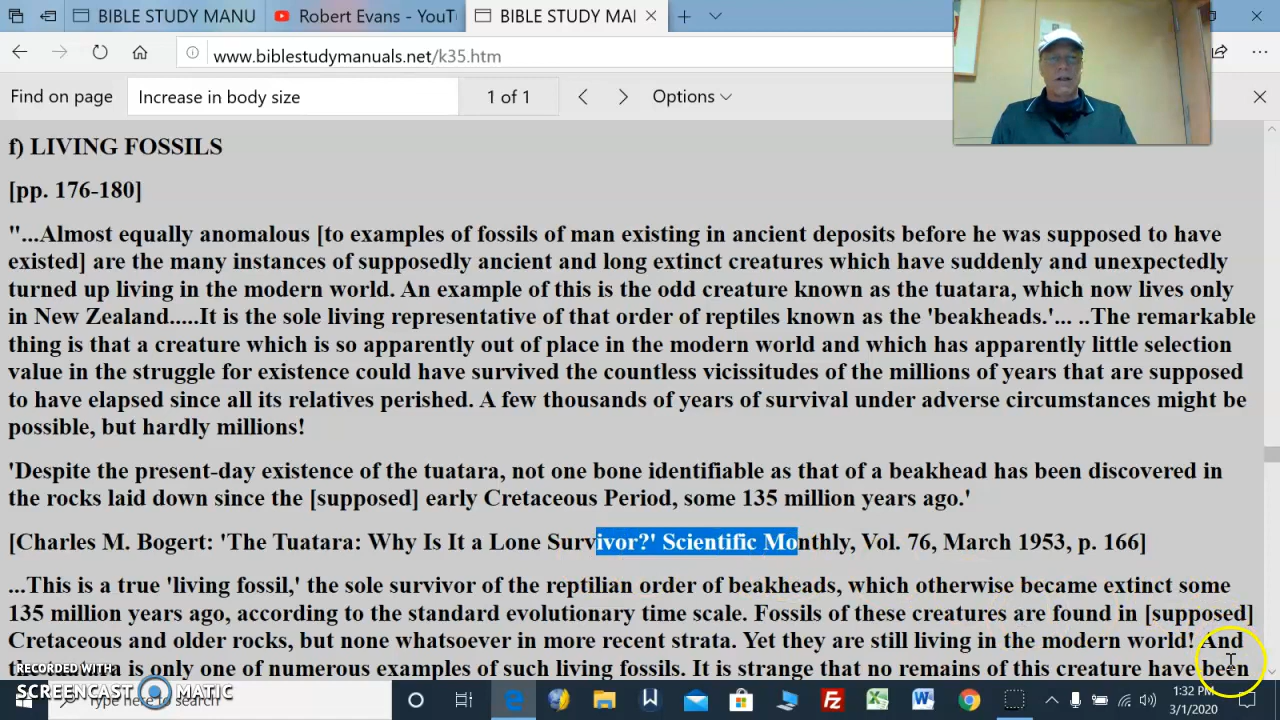 BIBLE STUDY MANU
Robert Evans - YouT
BIBLE STUDY MAI
www.biblestudymanuals.net/k35.htm
Find on page
Increase in body size
1 of 1
Options
f) LIVING FOSSILS
[pp. 176-180]
"...Almost equally anomalous [to examples of fossils of man existing in ancient deposits before he was supposed to have
existed] are the many instances of supposedly ancient and long extinct creatures which have suddenly and unexpectedly
turned up living in the modern world. An example of this is the odd creature known as the tuatara, which now lives only
in New Zealand.....It is the sole living representative of that order of reptiles known as the 'beakheads.'... ..The remarkable
thing is that a creature which is so apparently out of place in the modern world and which has apparently little selection
value in the struggle for existence could have survived the countless vicissitudes of the millions of years that are supposed
to have elapsed since all its relatives perished. A few thousands of years of survival under adverse circumstances might be
possible, but hardly millions!
'Despite the present-day existence of the tuatara, not one bone identifiable as that of a beakhead has been discovered in
the rocks laid down since the [supposed] early Cretaceous Period, some 135 million years ago.'
[Charles M. Bogert: 'The Tuatara: Why Is It a Lone Survivor?' Scientific Monthly, Vol. 76, March 1953, p. 166]
...This is a true 'living fossil,' the sole survivor of the reptilian order of beakheads, which otherwise became extinct some
135 million years ago, according to the standard evolutionary time scale. Fossils of these creatures are found in [supposed]
Cretaceous and older rocks, but none whatsoever in more recent strata. Yet they are still living in the modern world! And
is only one of numerous examples of such living fossils. It is strange that no remains of this creature have been
RECORDED WITH
SCREENCAST MATIC
Type here to search
1:32 PM
3/1/2020